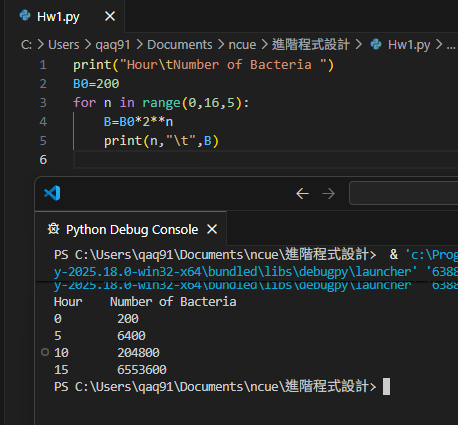 Hw1.py
C: > Users > qaq91 > Documents > ncue > 進階程式設計 > Hw1.py > ...
1 print("Hour\tNumber of Bacteria ")
2 B0=200
3 for n in range(0,16,5):
4 B=B0*2**n
5 print(n,"\t",B)
6
Python Debug Console
PS C:\Users\qaq91\Documents\ncue\進階程式設計> & 'c:\Prog
y-2025.18.0-win32-x64\bundled\libs\debugpy\launcher' '6388
y-2025.18.0-win32-x64\bundled\libs\debugpy\launcher' '6388
Hour Number of Bacteria
0 200
5 6400
10 204800
15 6553600
PS C:\Users\qaq91\Documents\ncue\進階程式設計>